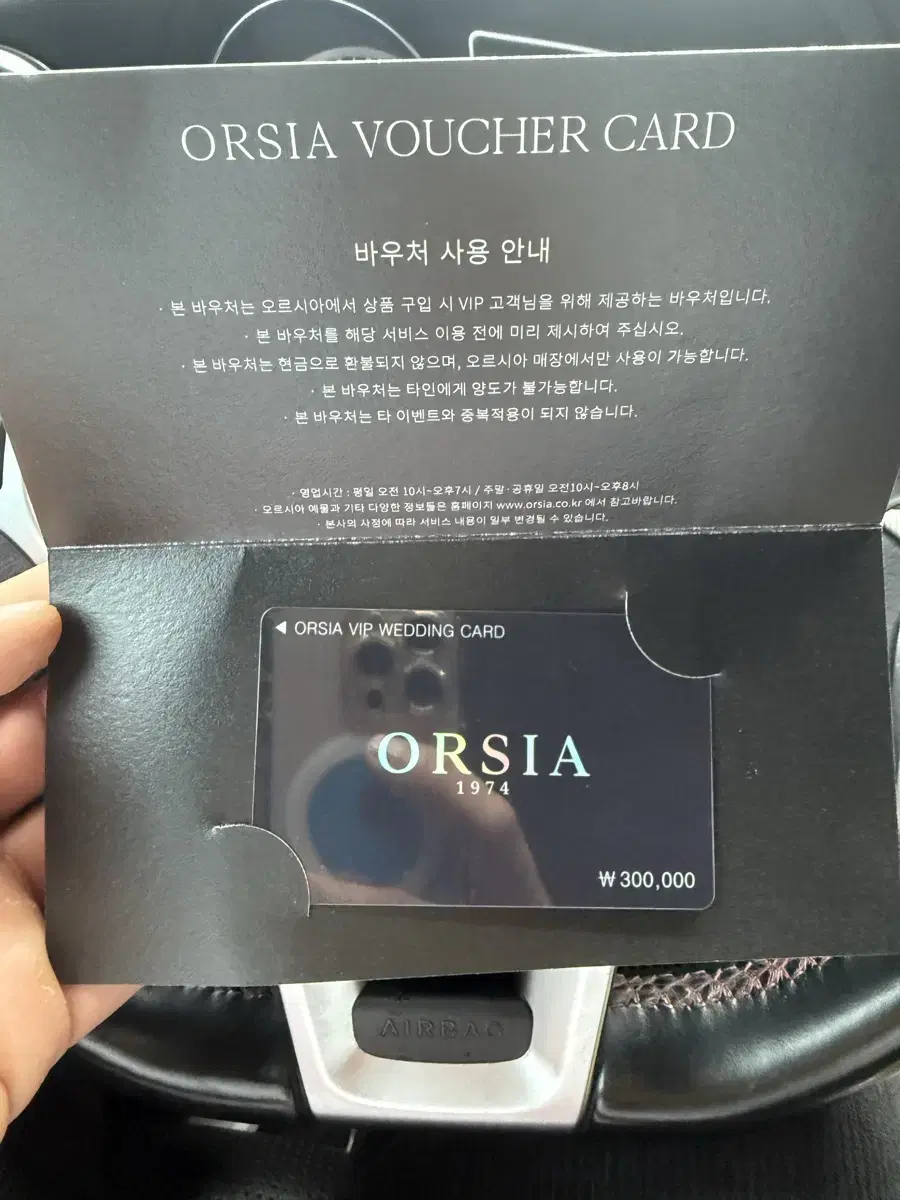 ORSIA VOUCHER CARD
바우처 사용 안내
· 본 바우처는 오르시아에서 상품 구입 시 VIP 고객님을 위해 제공하는 바우처입니다.
· 본 바우처를 해당 서비스 이용 전에 미리 제시하여 주십시오.
· 본 바우처는 현금으로 환불되지 않으며, 오르시아 매장에서만 사용이 가능합니다.
· 본 바우처는 타인에게 양도가 불가능합니다.
· 본 바우처는 타 이벤트와 중복적용이 되지 않습니다.
· 영업시간 : 평일 오전 10시~오후7시 / 주말·공휴일 오전10시~오후8시
· 오르시아 예물과 기타 다양한 정보들은 홈페이지 www.orsia.co.kr 에서 참고바랍니다.
· 본사의 사정에 따라 서비스 내용이 일부 변경될 수 있습니다.
◀ ORSIA VIP WEDDING CARD
ORSIA
1974
₩300,000
AIRBAG